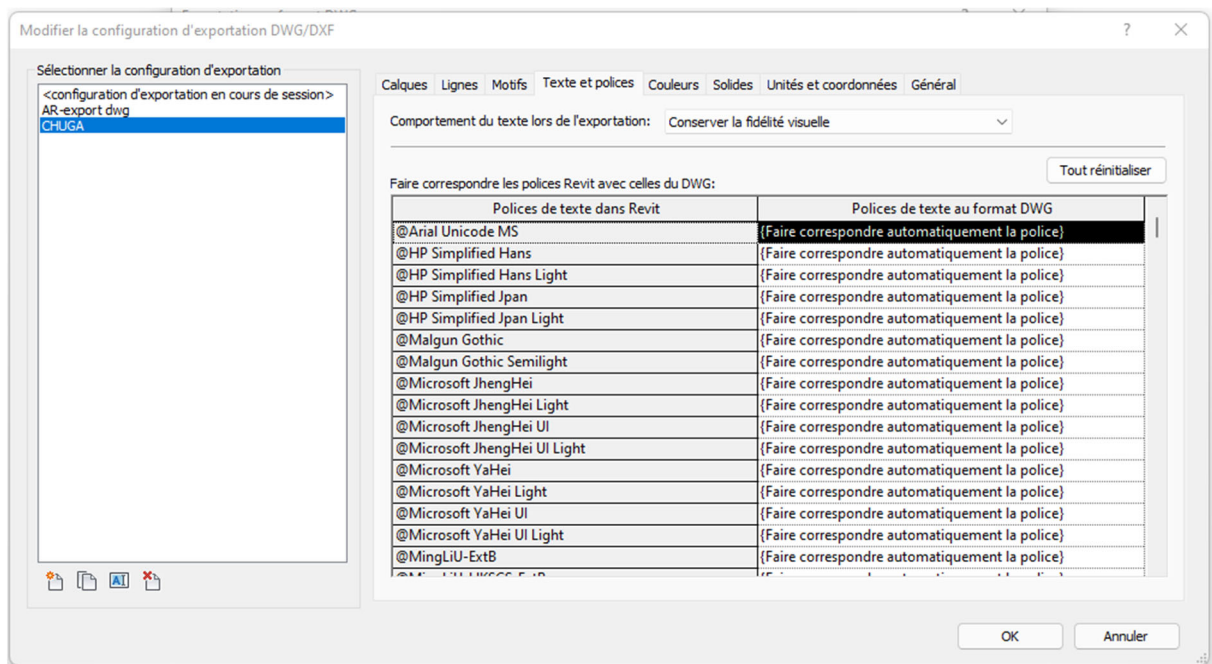 Modifier la configuration d'exportation DWG/DXF
Sélectionner la configuration d'exportation
<configuration d'exportation en cours de session>
AR-export dwg
CHUGA
Calques Lignes Motifs Texte et polices Couleurs Solides Unités et coordonnées Général
Comportement du texte lors de l'exportation: Conserver la fidélité visuelle
Tout réinitialiser
Faire correspondre les polices Revit avec celles du DWG:
Polices de texte dans Revit Polices de texte au format DWG
@Arial Unicode MS {Faire correspondre automatiquement la police}
@HP Simplified Hans {Faire correspondre automatiquement la police}
@HP Simplified Hans Light {Faire correspondre automatiquement la police}
@HP Simplified Jpan {Faire correspondre automatiquement la police}
@HP Simplified Jpan Light {Faire correspondre automatiquement la police}
@Malgun Gothic {Faire correspondre automatiquement la police}
@Malgun Gothic Semilight {Faire correspondre automatiquement la police}
@Microsoft JhengHei {Faire correspondre automatiquement la police}
@Microsoft JhengHei Light {Faire correspondre automatiquement la police}
@Microsoft JhengHei UI {Faire correspondre automatiquement la police}
@Microsoft JhengHei UI Light {Faire correspondre automatiquement la police}
@Microsoft YaHei {Faire correspondre automatiquement la police}
@Microsoft YaHei Light {Faire correspondre automatiquement la police}
@Microsoft YaHei UI {Faire correspondre automatiquement la police}
@Microsoft YaHei UI Light {Faire correspondre automatiquement la police}
@MingLiU-ExtB {Faire correspondre automatiquement la police}
OK Annuler